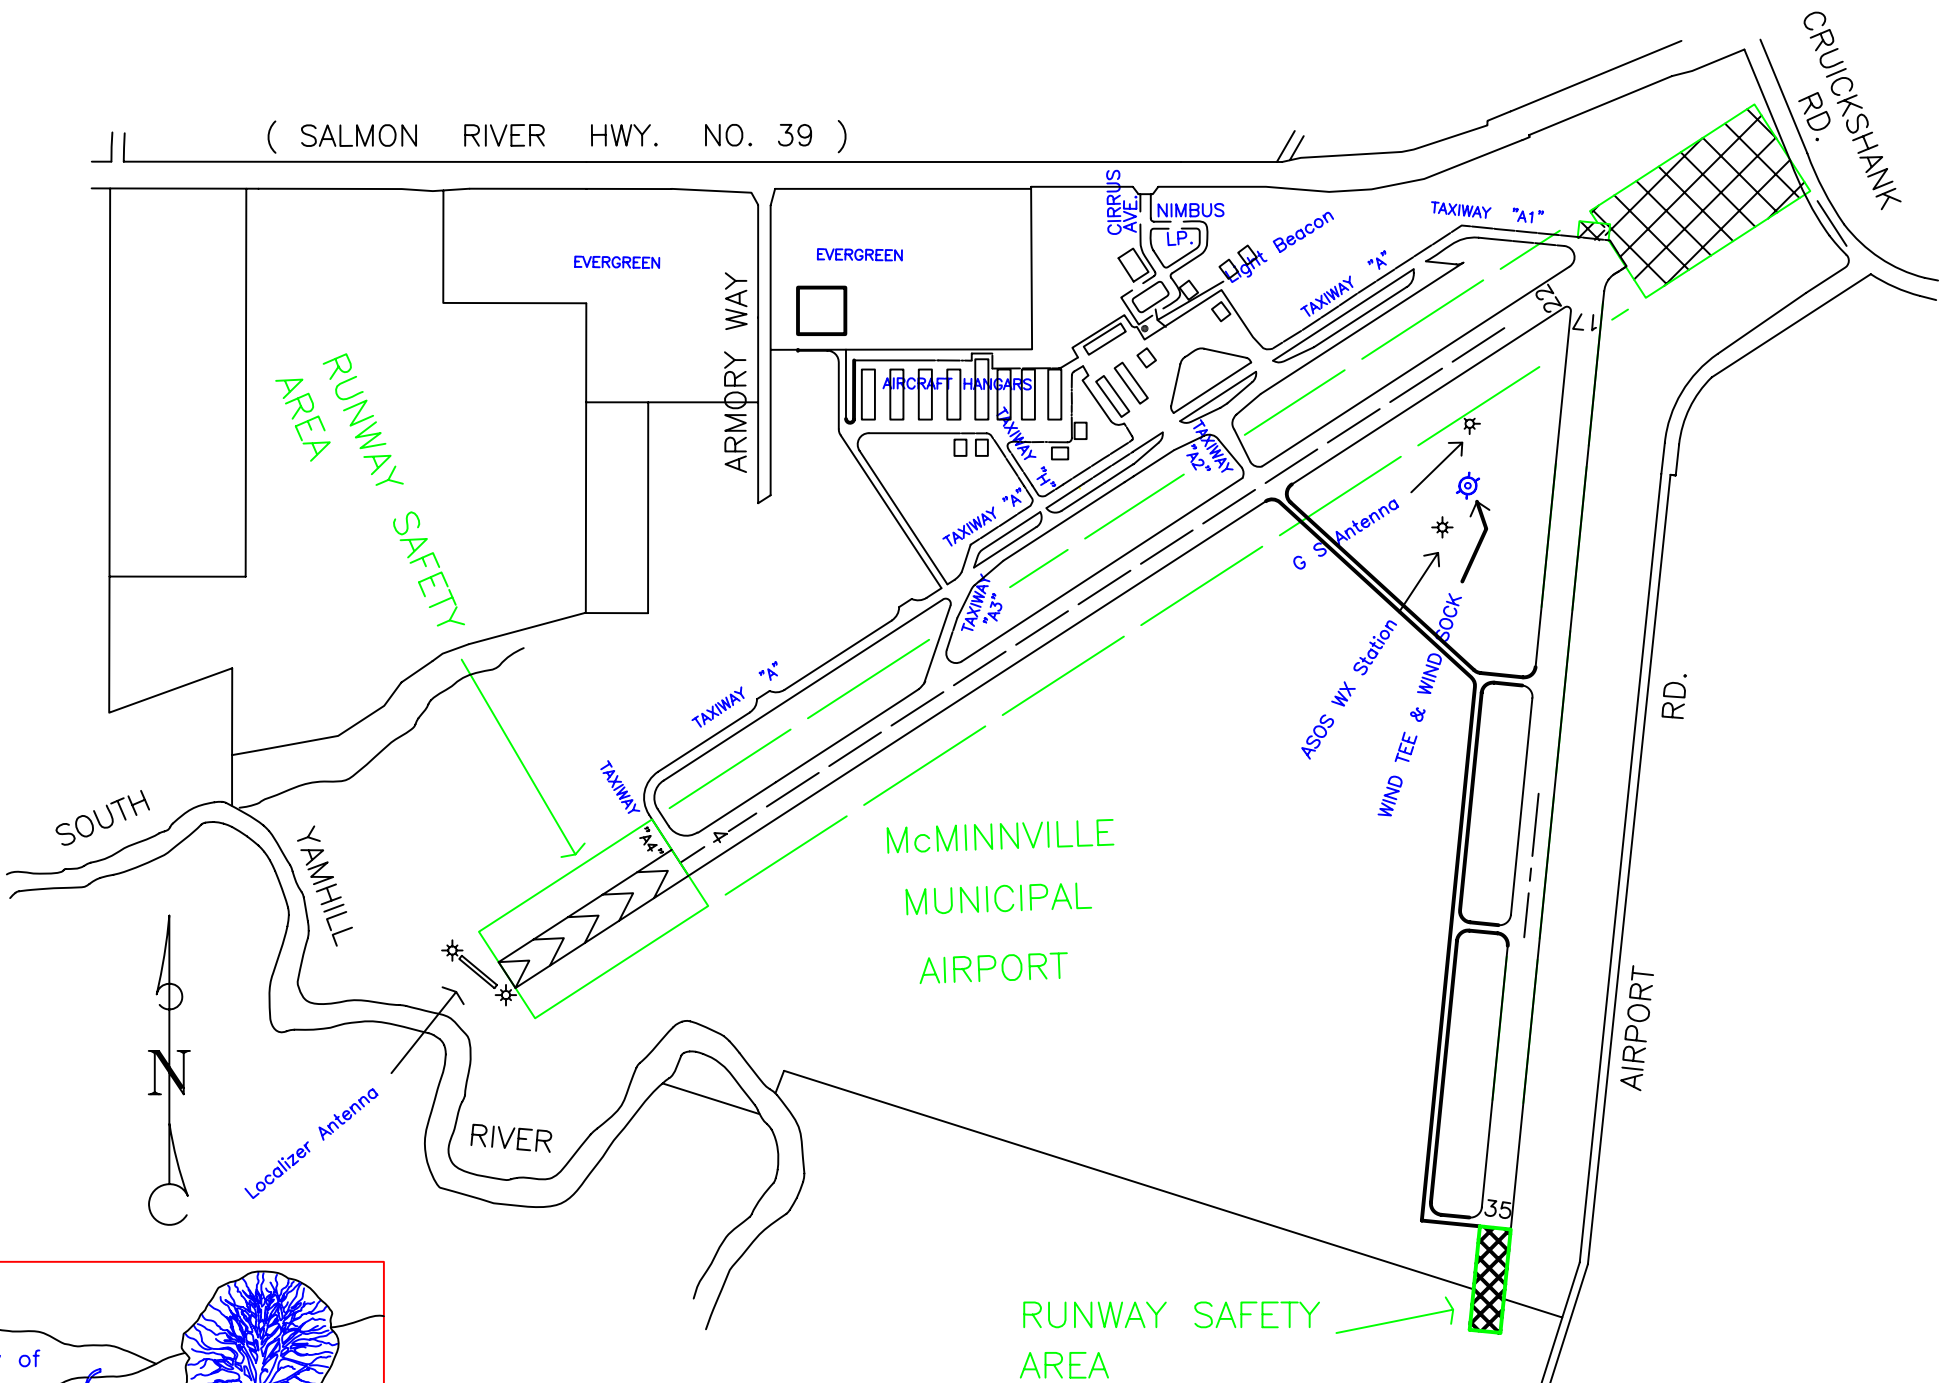 CRUICKSHANK
RD.
( SALMON RIVER HWY. NO. 39 )
CIRRUS
AVE.
NIMBUS
LP.
Light Beacon
TAXIWAY "A1"
EVERGREEN
EVERGREEN
TAXIWAY "A"
ARMORY WAY
22
17
RUNWAY SAFETY
AREA
AIRCRAFT HANGARS
TAXIWAY "H"
TAXIWAY
"A2"
TAXIWAY "A"
G S Antenna
TAXIWAY
"A3"
ASOS WX Station
WIND TEE & WIND SOCK
TAXIWAY "A"
RD.
TAXIWAY "A4"
4
SOUTH
YAMHILL
McMINNVILLE
MUNICIPAL
AIRPORT
AIRPORT
N
Localizer Antenna
RIVER
35
RUNWAY SAFETY
AREA
of